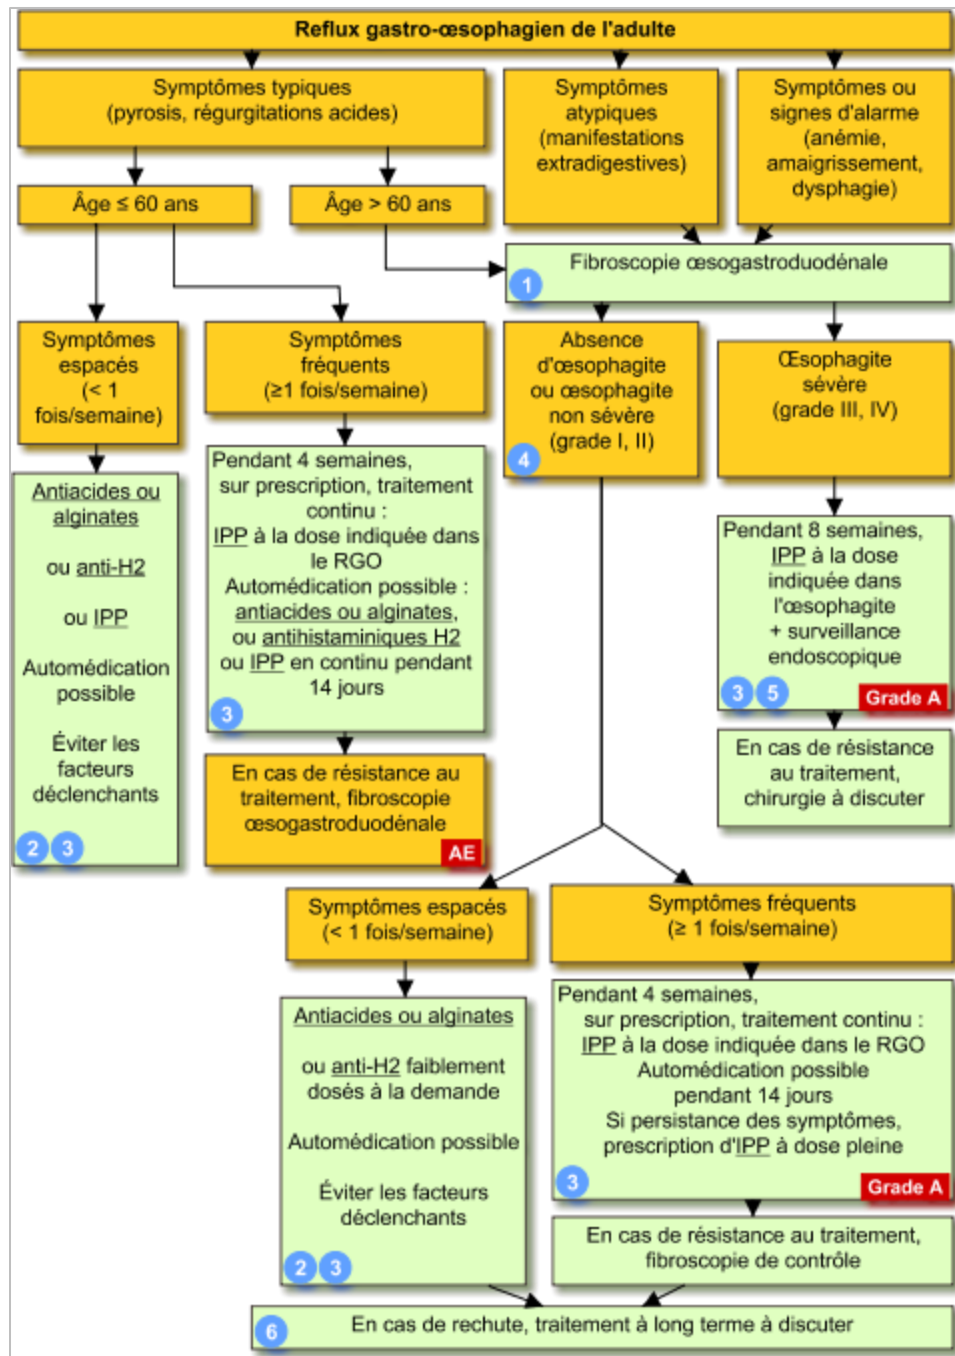 Reflux gastro-œsophagien de l'adulte
Symptômes typiques
(pyrosis, régurgitations acides)
Symptômes
atypiques
(manifestations
extradigestives)
Symptômes ou
signes d'alarme
(anémie,
amaigrissement,
dysphagie)
Âge ≤ 60 ans
Âge > 60 ans
Fibroscopie œsogastroduodénale
1
Symptômes
espacés
(< 1
fois/semaine)
Symptômes
fréquents
(≥1 fois/semaine)
Absence
d'œsophagite
ou œsophagite
non sévère
(grade I, II)
4
Œsophagite
sévère
(grade III, IV)
Antiacides ou
alginates
ou anti-H2
ou IPP
Automédication
possible
Éviter les
facteurs
déclenchants
2 3
Pendant 4 semaines,
sur prescription, traitement
continu :
IPP à la dose indiquée dans
le RGO
Automédication possible :
antiacides ou alginates,
ou antihistaminiques H2
ou IPP en continu pendant
14 jours
3
Pendant 8 semaines,
IPP à la dose
indiquée dans
l'œsophagite
+ surveillance
endoscopique
3 5
Grade A
En cas de résistance au
traitement, fibroscopie
œsogastroduodénale
AE
En cas de résistance
au traitement,
chirurgie à discuter
Symptômes espacés
(< 1 fois/semaine)
Symptômes fréquents
(≥ 1 fois/semaine)
Antiacides ou alginates
ou anti-H2 faiblement
dosés à la demande
Automédication possible
Éviter les facteurs
déclenchants
2 3
Pendant 4 semaines,
sur prescription, traitement continu :
IPP à la dose indiquée dans le RGO
Automédication possible
pendant 14 jours
Si persistance des symptômes,
prescription d'IPP à dose pleine
3
Grade A
En cas de résistance au traitement,
fibroscopie de contrôle
6
En cas de rechute, traitement à long terme à discuter